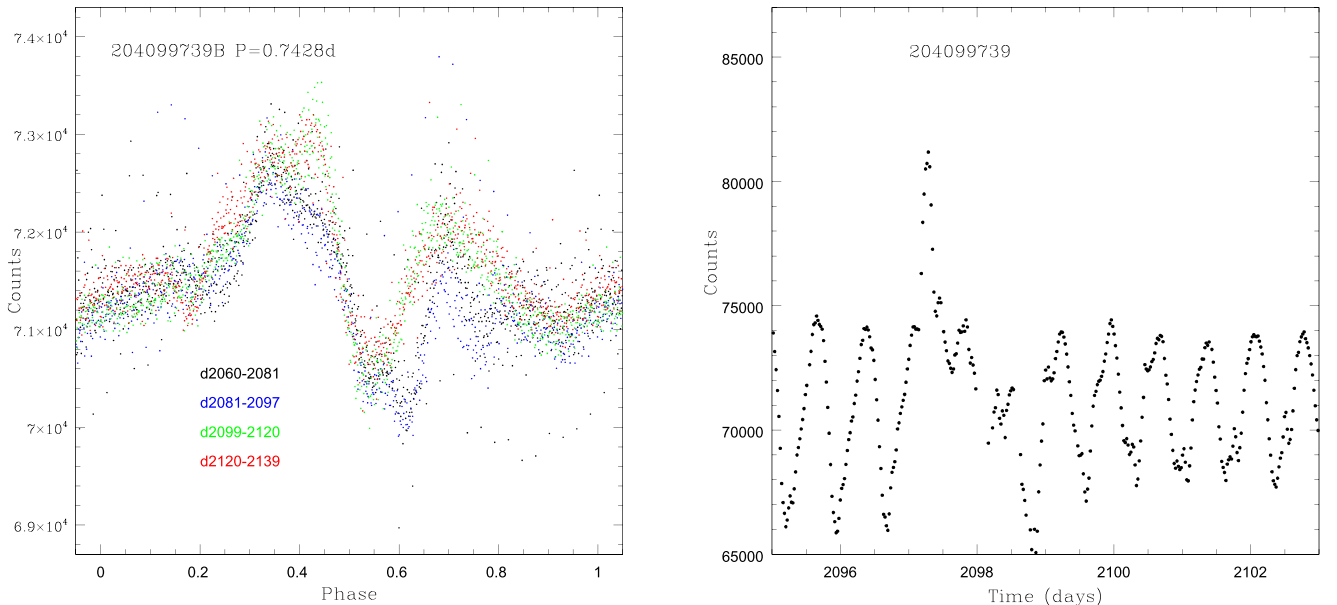 204099739B P=0.7428d
7.4×10⁴
7.3×10⁴
7.2×10⁴
7.1×10⁴
7×10⁴
6.9×10⁴
Counts
d2060-2081
d2081-2097
d2099-2120
d2120-2139
0
0.2
0.4
0.6
0.8
1
Phase
204099739
85000
80000
75000
70000
65000
Counts
2096
2098
2100
2102
Time (days)